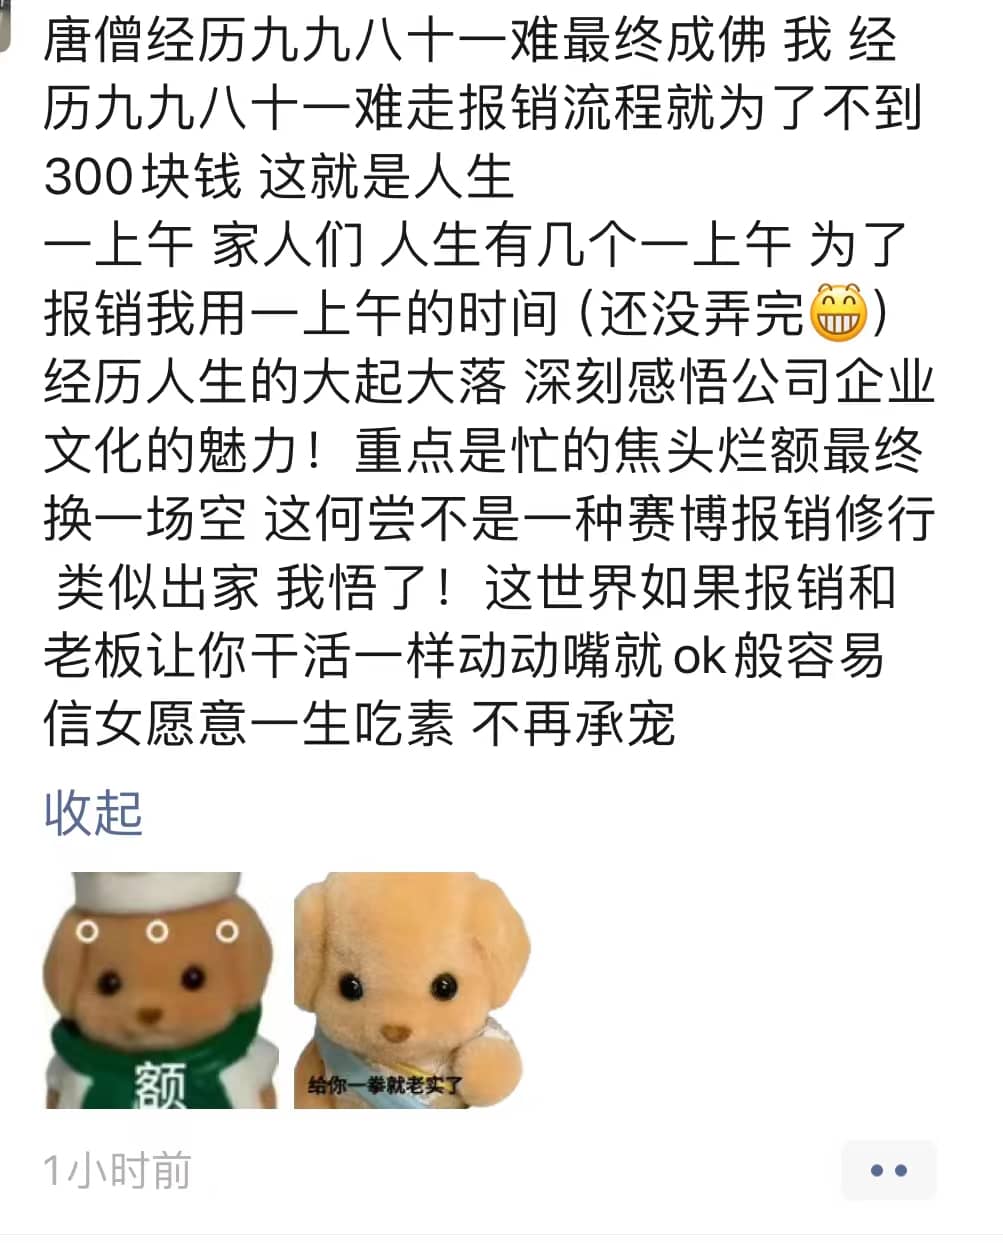 唐僧经历九九八十一难最终成佛 我 经
历九九八十一难走报销流程就为了不到
300块钱 这就是人生
一上午 家人们 人生有几个一上午 为了
报销我用一上午的时间（还没弄完😁）
经历人生的大起大落 深刻感悟公司企业
文化的魅力！重点是忙的焦头烂额最终
换一场空 这何尝不是一种赛博报销修行
类似出家 我悟了！这世界如果报销和
老板让你干活一样动动嘴就ok般容易
信女愿意一生吃素 不再承宠
收起
额
给你一拳就老实了
1小时前